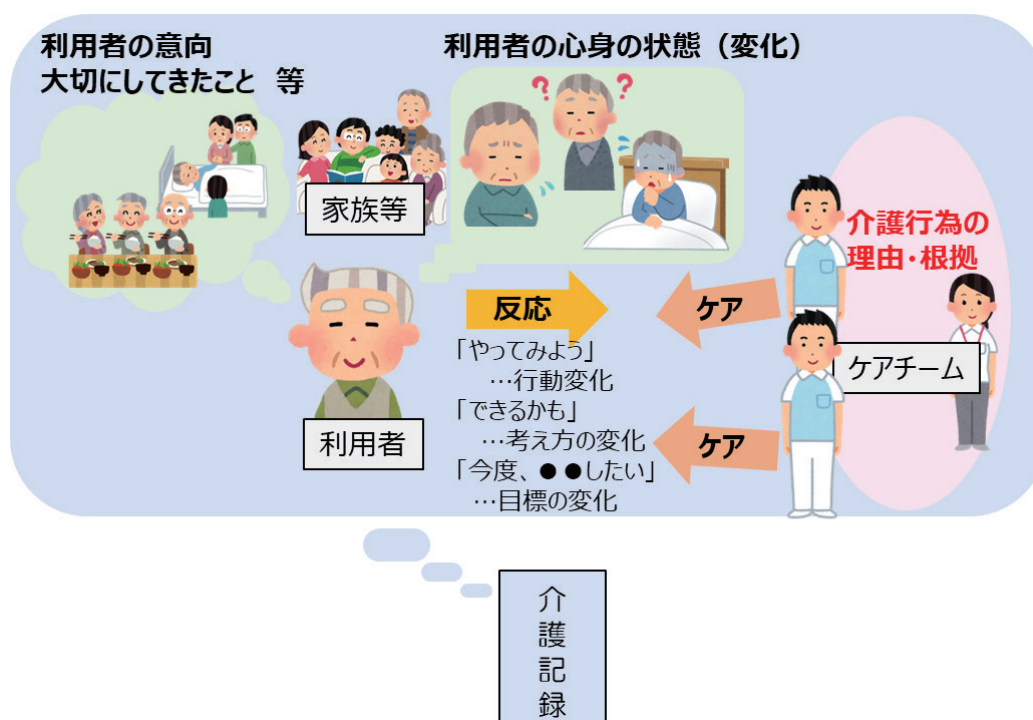 利用者の意向
大切にしてきたこと 等
利用者の心身の状態（変化）
? ?
家族等
介護行為の
理由・根拠
反応
ケア
「やってみよう」
…行動変化
ケアチーム
「できるかも」
…考え方の変化
ケア
利用者
「今度、●●したい」
…目標の変化
介護記録